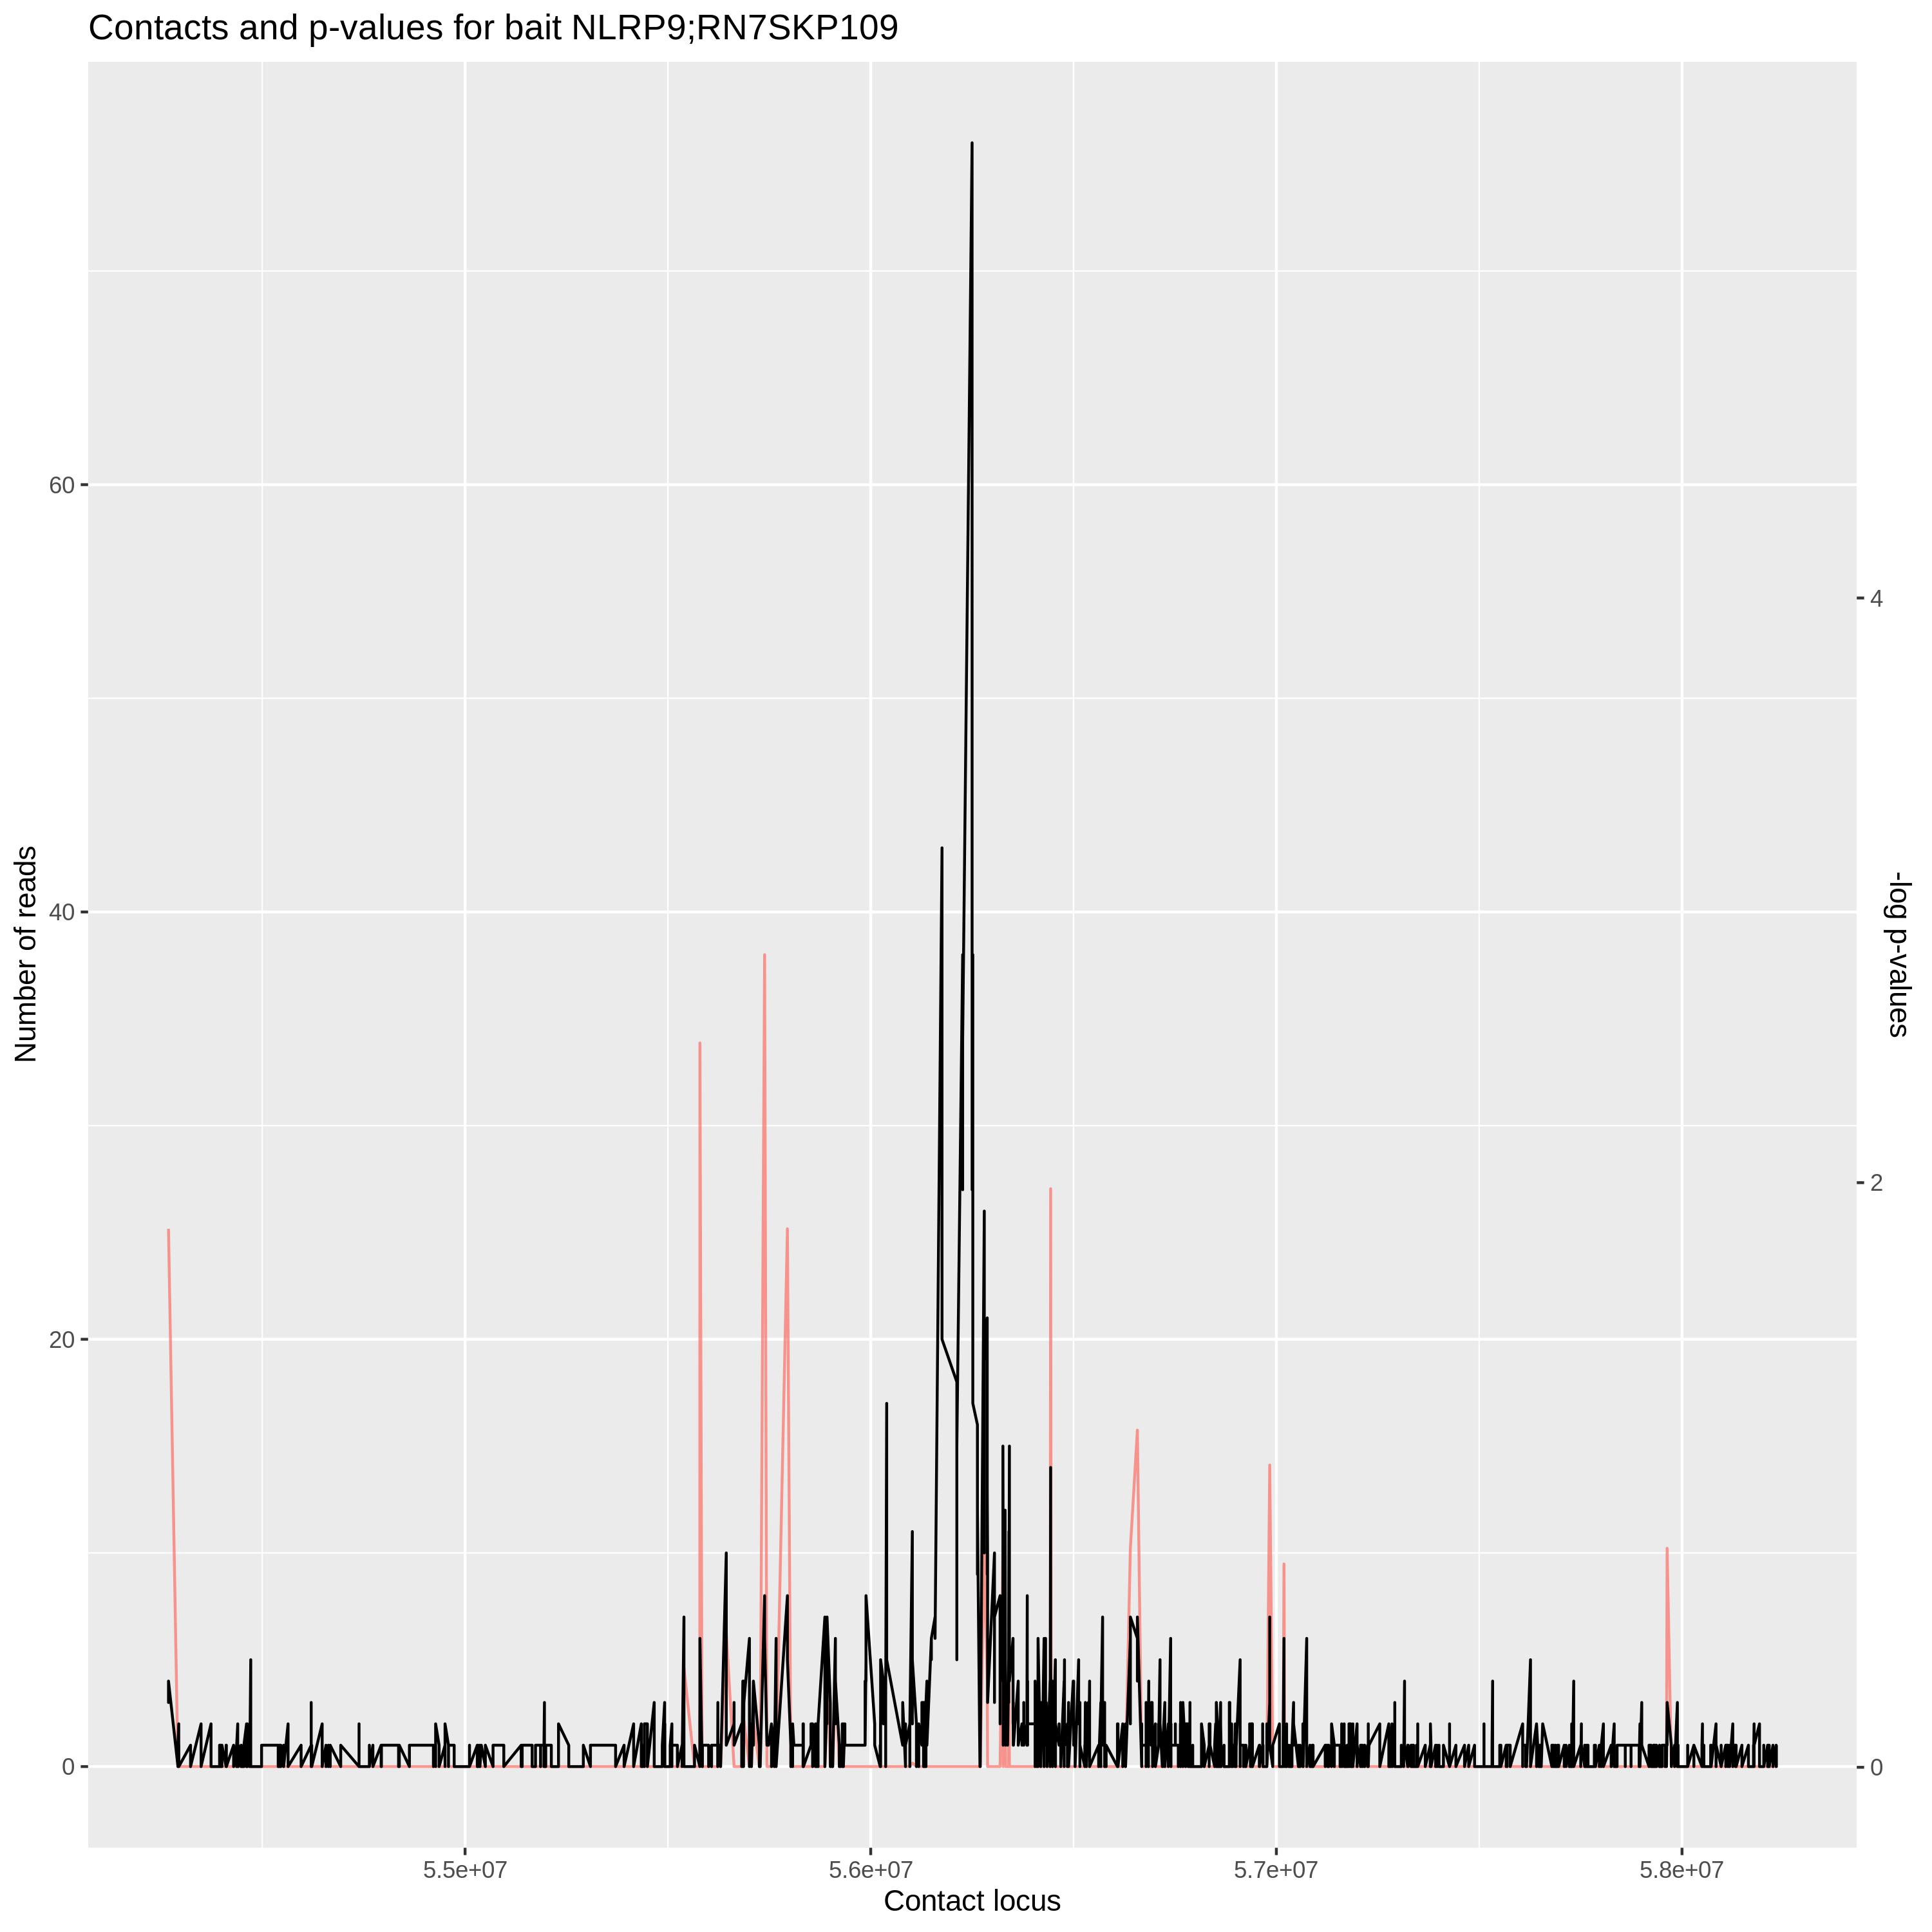 Contacts and p-values for bait NLRP9;RN7SKP109
60
40
20
0
Number of reads
4
2
0
-log p-values
5.5e+07
5.6e+07
5.7e+07
5.8e+07
Contact locus